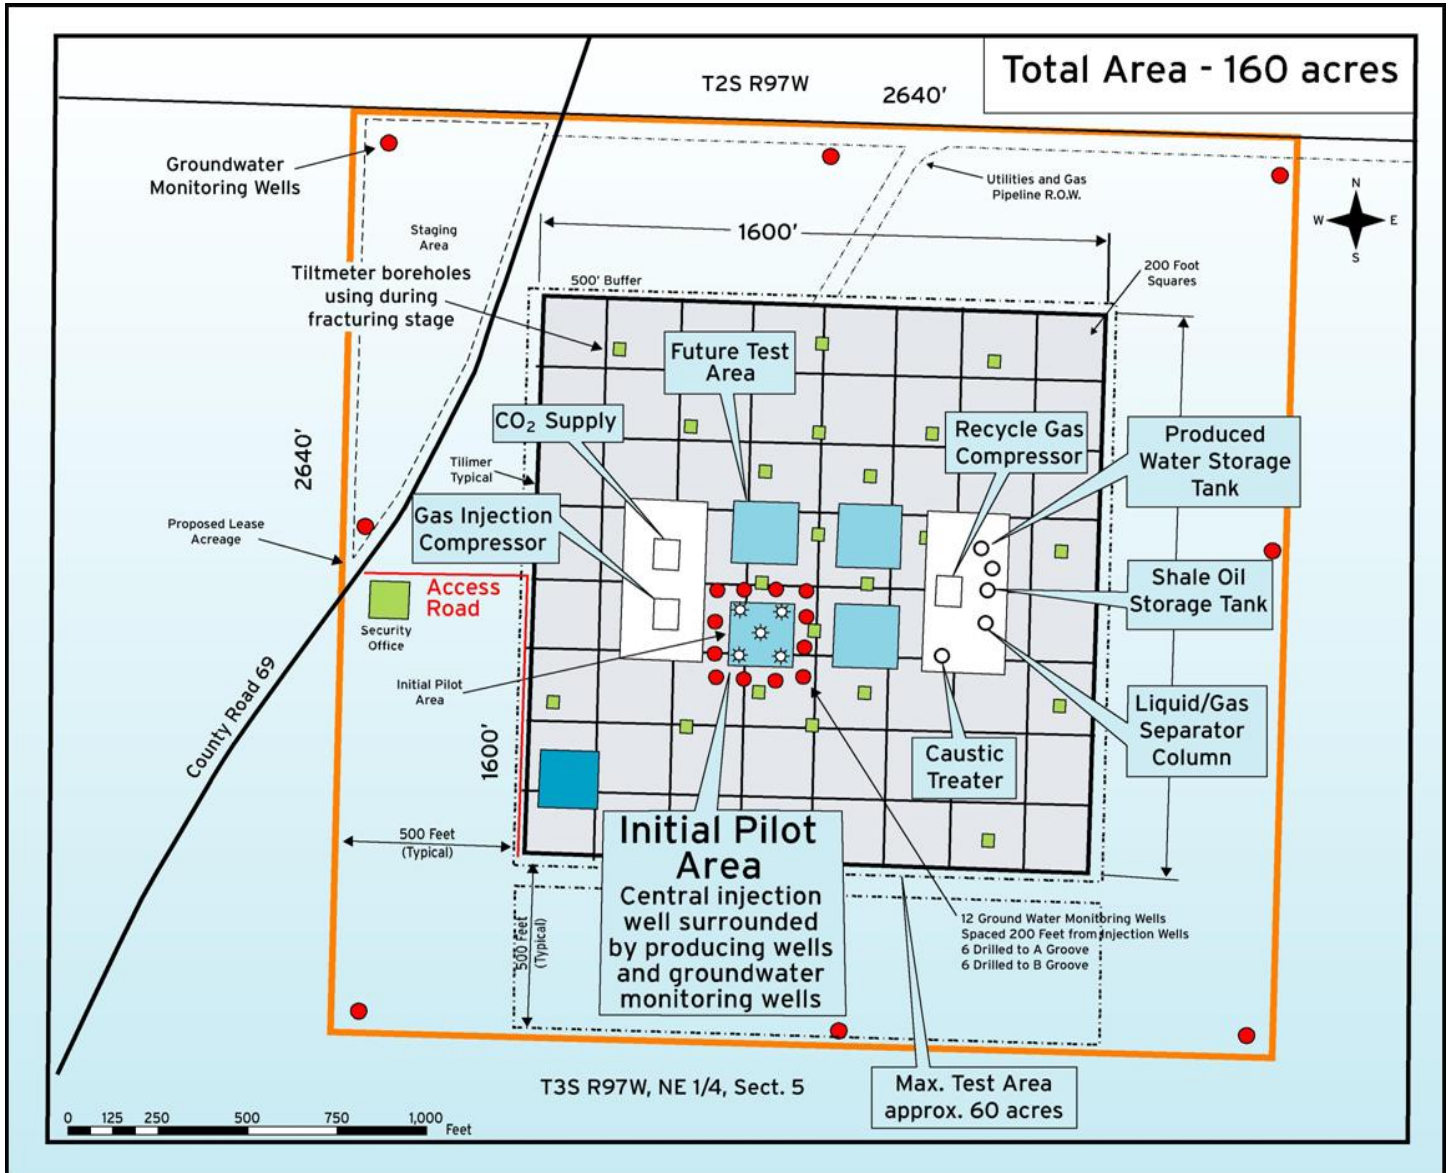 Total Area - 160 acres
T2S R97W
2640'
Groundwater
Monitoring Wells
Utilities and Gas
Pipeline R.O.W.
N
W
E
S
Staging
Area
1600'
Tiltmeter boreholes
using during
fracturing stage
500' Buffer
200 Foot
Squares
Future Test
Area
CO₂ Supply
Recycle Gas
Compressor
Produced
Water Storage
Tank
2640'
Tilimer
Typical
Gas Injection
Compressor
Proposed Lease
Acreage
Access
Road
Shale Oil
Storage Tank
Security
Office
Initial Pilot
Area
County Road 69
1600'
Liquid/Gas
Separator
Column
Caustic
Treater
500 Feet
(Typical)
Initial Pilot
Area
Central injection
well surrounded
by producing wells
and groundwater
monitoring wells
500 Feet
(Typical)
12 Ground Water Monitoring Wells
Spaced 200 Feet from Injection Wells
6 Drilled to A Groove
6 Drilled to B Groove
T3S R97W, NE 1/4, Sect. 5
Max. Test Area
approx. 60 acres
0 125 250 500 750 1,000
Feet